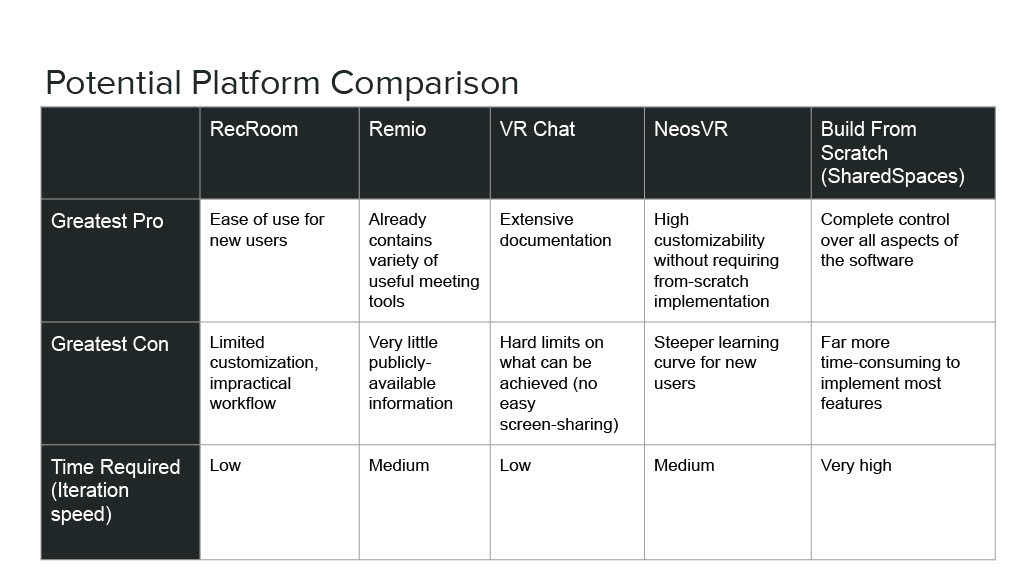 Potential Platform Comparison
RecRoom
Remio
VR Chat
NeosVR
Build From
Scratch
(SharedSpaces)
Greatest Pro
Ease of use for
new users
Already
contains
variety of
useful meeting
tools
Extensive
documentation
High
customizability
without requiring
from-scratch
implementation
Complete control
over all aspects of
the software
Greatest Con
Limited
customization,
impractical
workflow
Very little
publicly-
available
information
Hard limits on
what can be
achieved (no
easy
screen-sharing)
Steeper learning
curve for new
users
Far more
time-consuming to
implement most
features
Time Required
(Iteration
speed)
Low
Medium
Low
Medium
Very high